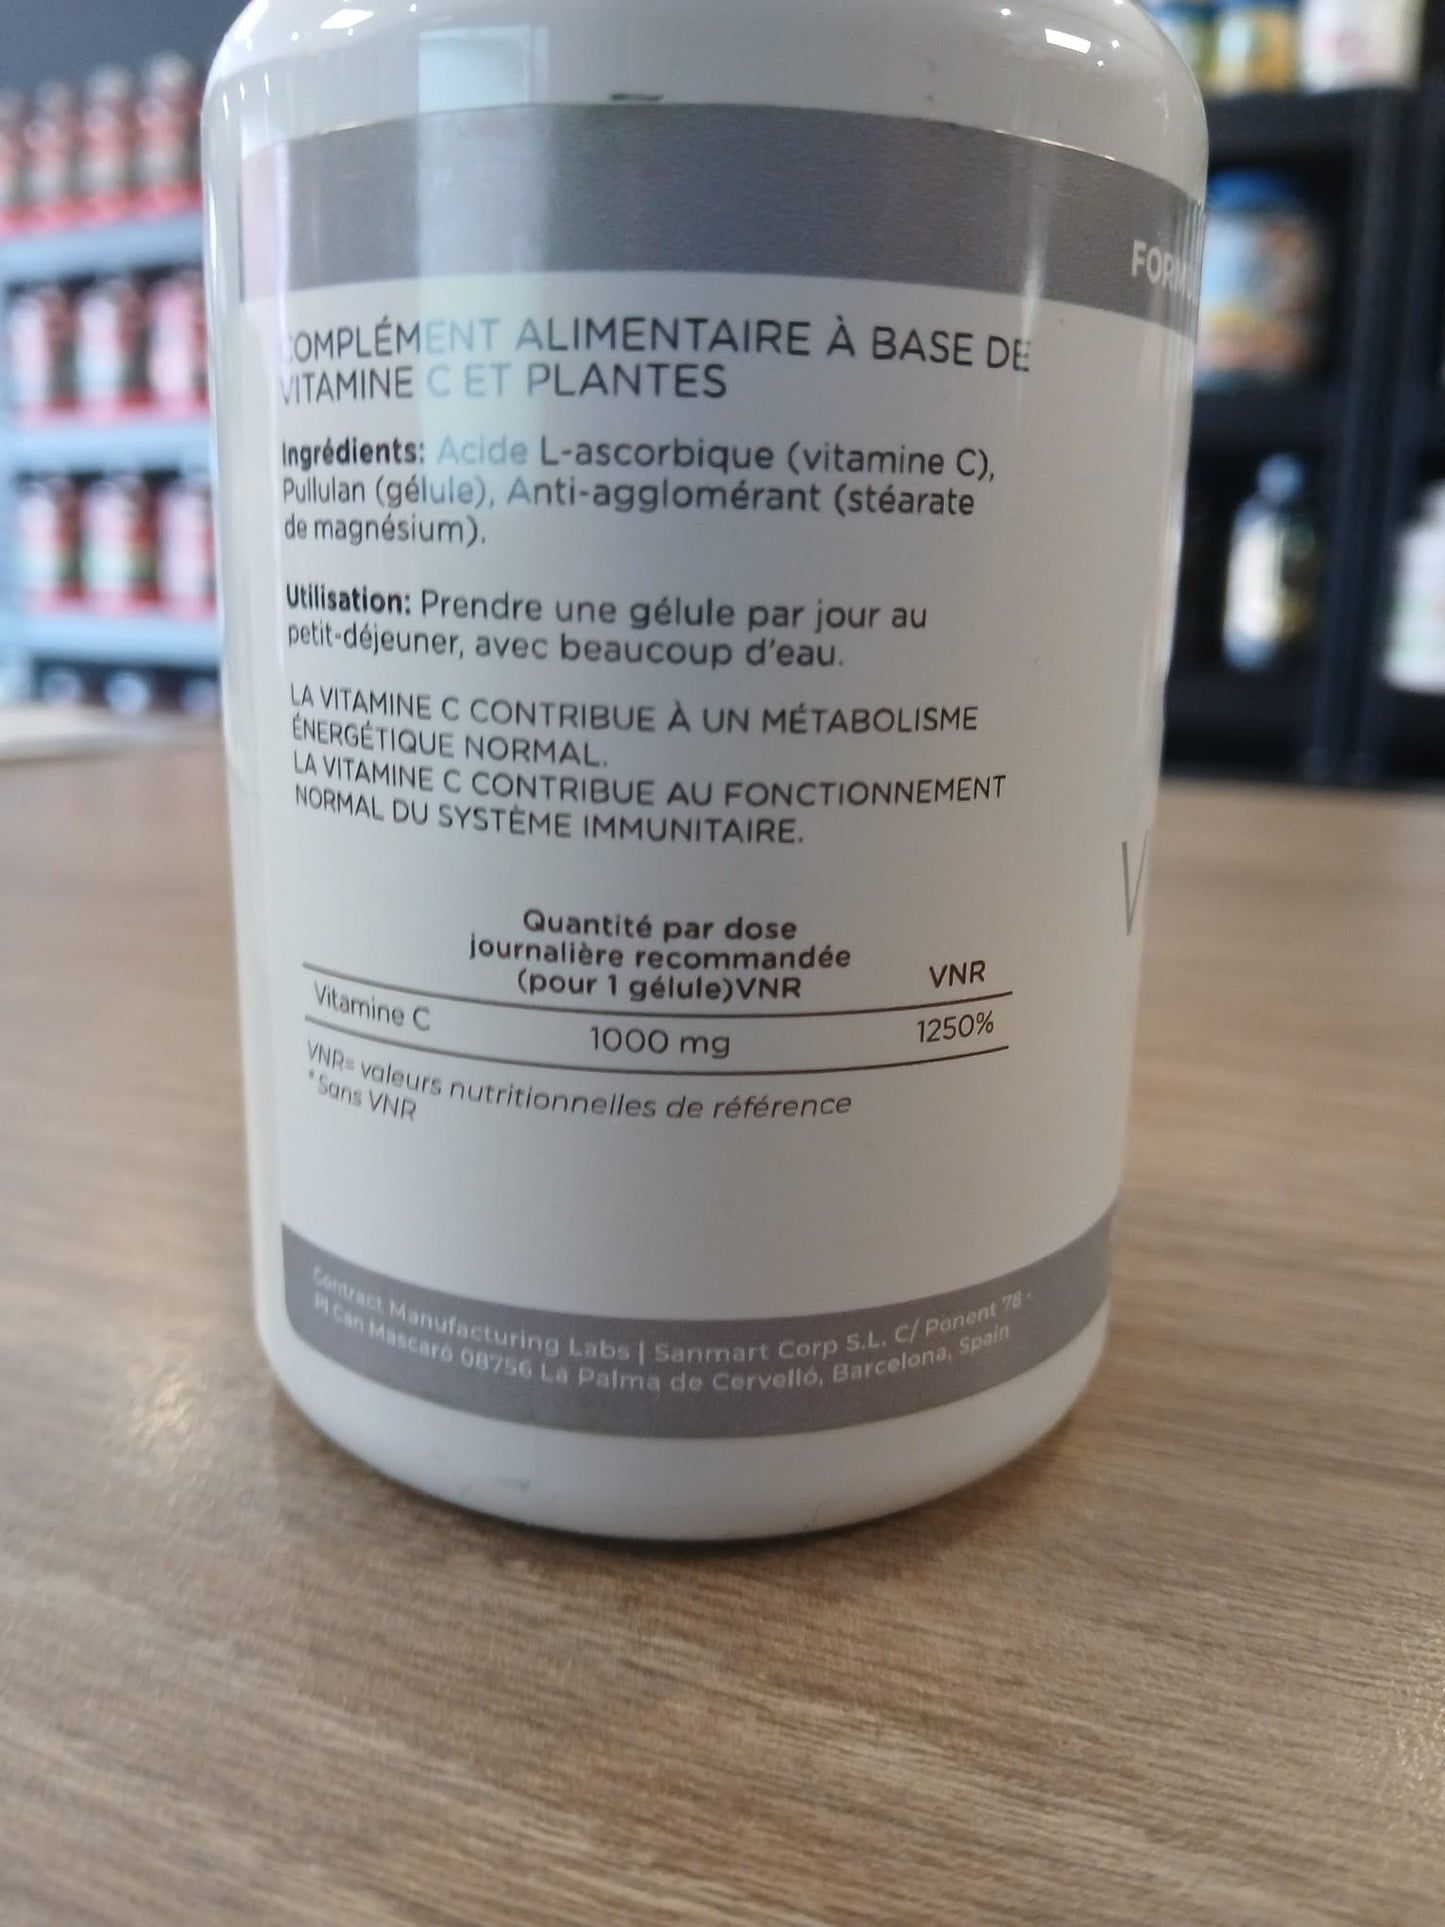 FORMU
COMPLÉMENT ALIMENTAIRE À BASE DE
VITAMINE C ET PLANTES
Ingrédients: Acide L-ascorbique (vitamine C),
Pullulan (gélule), Anti-agglomérant (stéarate
de magnésium).
Utilisation: Prendre une gélule par jour au
petit-déjeuner, avec beaucoup d'eau.
LA VITAMINE C CONTRIBUE À UN MÉTABOLISME
ÉNERGÉTIQUE NORMAL.
LA VITAMINE C CONTRIBUE AU FONCTIONNEMENT
NORMAL DU SYSTÈME IMMUNITAIRE.
V
Quantité par dose
journalière recommandée
(pour 1 gélule)VNR VNR
Vitamine C 1000 mg 1250%
VNR= valeurs nutritionnelles de référence
*Sans VNR
Contract Manufacturing Labs | Sanmart Corp S.L. C/ Ponent 78 ·
Pl Can Mascaró 08756 La Palma de Cervelló, Barcelona, Spain